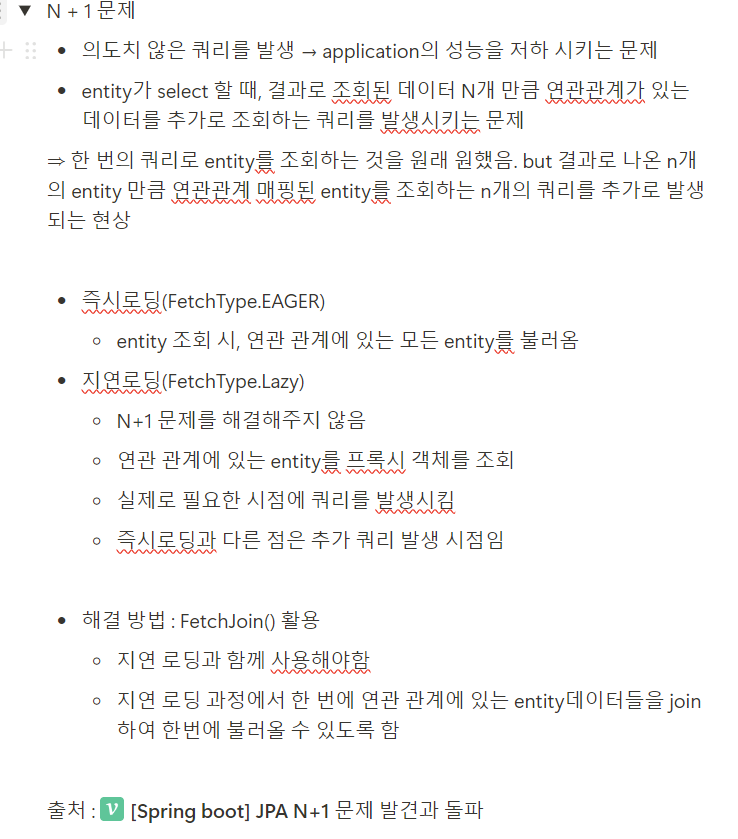 N + 1 문제
의도치 않은 쿼리를 발생 → application의 성능을 저하 시키는 문제
entity가 select 할 때, 결과로 조회된 데이터 N개 만큼 연관관계가 있는
데이터를 추가로 조회하는 쿼리를 발생시키는 문제
⇒ 한 번의 쿼리로 entity를 조회하는 것을 원래 원했음. but 결과로 나온 n개
의 entity 만큼 연관관계 매핑된 entity를 조회하는 n개의 쿼리를 추가로 발생
되는 현상
즉시로딩(FetchType.EAGER)
entity 조회 시, 연관 관계에 있는 모든 entity를 불러옴
지연로딩(FetchType.Lazy)
N+1 문제를 해결해주지 않음
연관 관계에 있는 entity를 프록시 객체를 조회
실제로 필요한 시점에 쿼리를 발생시킴
즉시로딩과 다른 점은 추가 쿼리 발생 시점임
해결 방법 : FetchJoin() 활용
지연 로딩과 함께 사용해야함
지연 로딩 과정에서 한 번에 연관 관계에 있는 entity데이터들을 join
하여 한번에 불러올 수 있도록 함
출처 : v [Spring boot] JPA N+1 문제 발견과 돌파